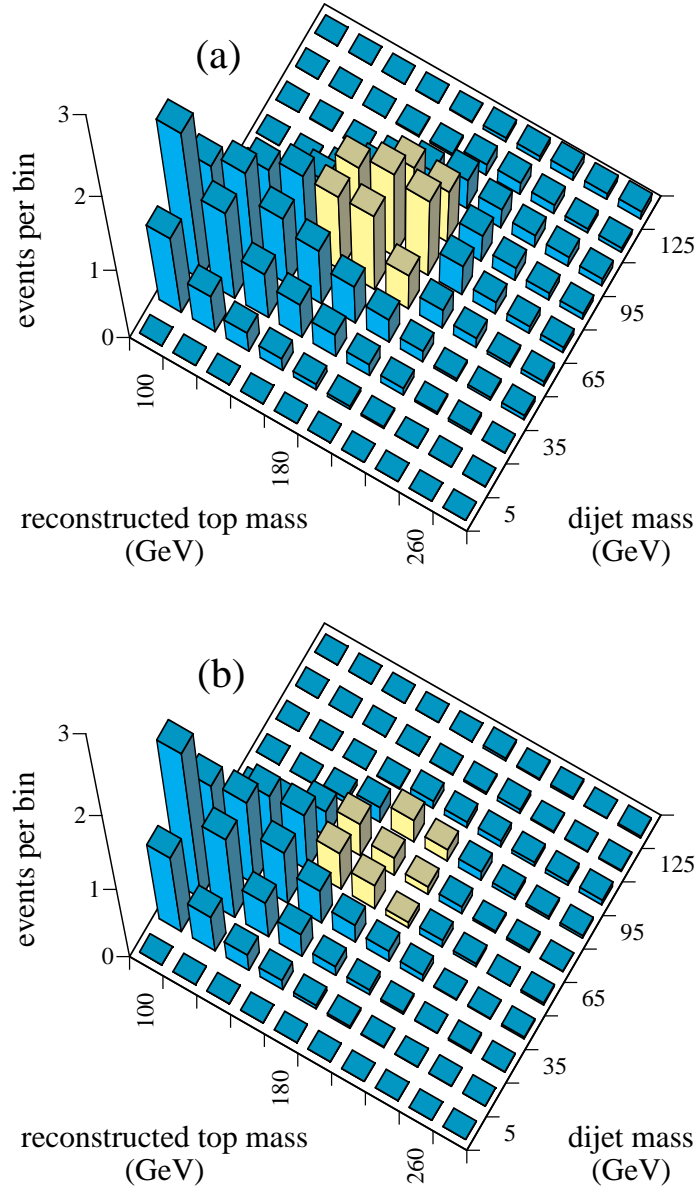 (a)
3
2
1
0
events per bin
100
180
260
reconstructed top mass
(GeV)
5
35
65
95
125
dijet mass
(GeV)
(b)
3
2
1
0
events per bin
100
180
260
reconstructed top mass
(GeV)
5
35
65
95
125
dijet mass
(GeV)